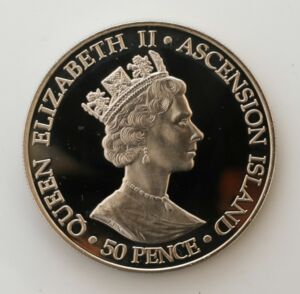 QUEEN ELIZABETH II • ASCENSION ISLAND
• 50 PENCE •